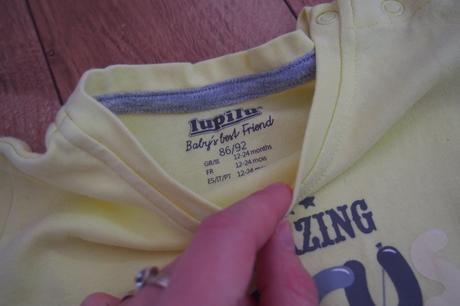 lupilu
Baby's best Friend
86/92
GB/IE 12-24 months
FR 12-24 mois
ES/IT/PT 12-24
ZING